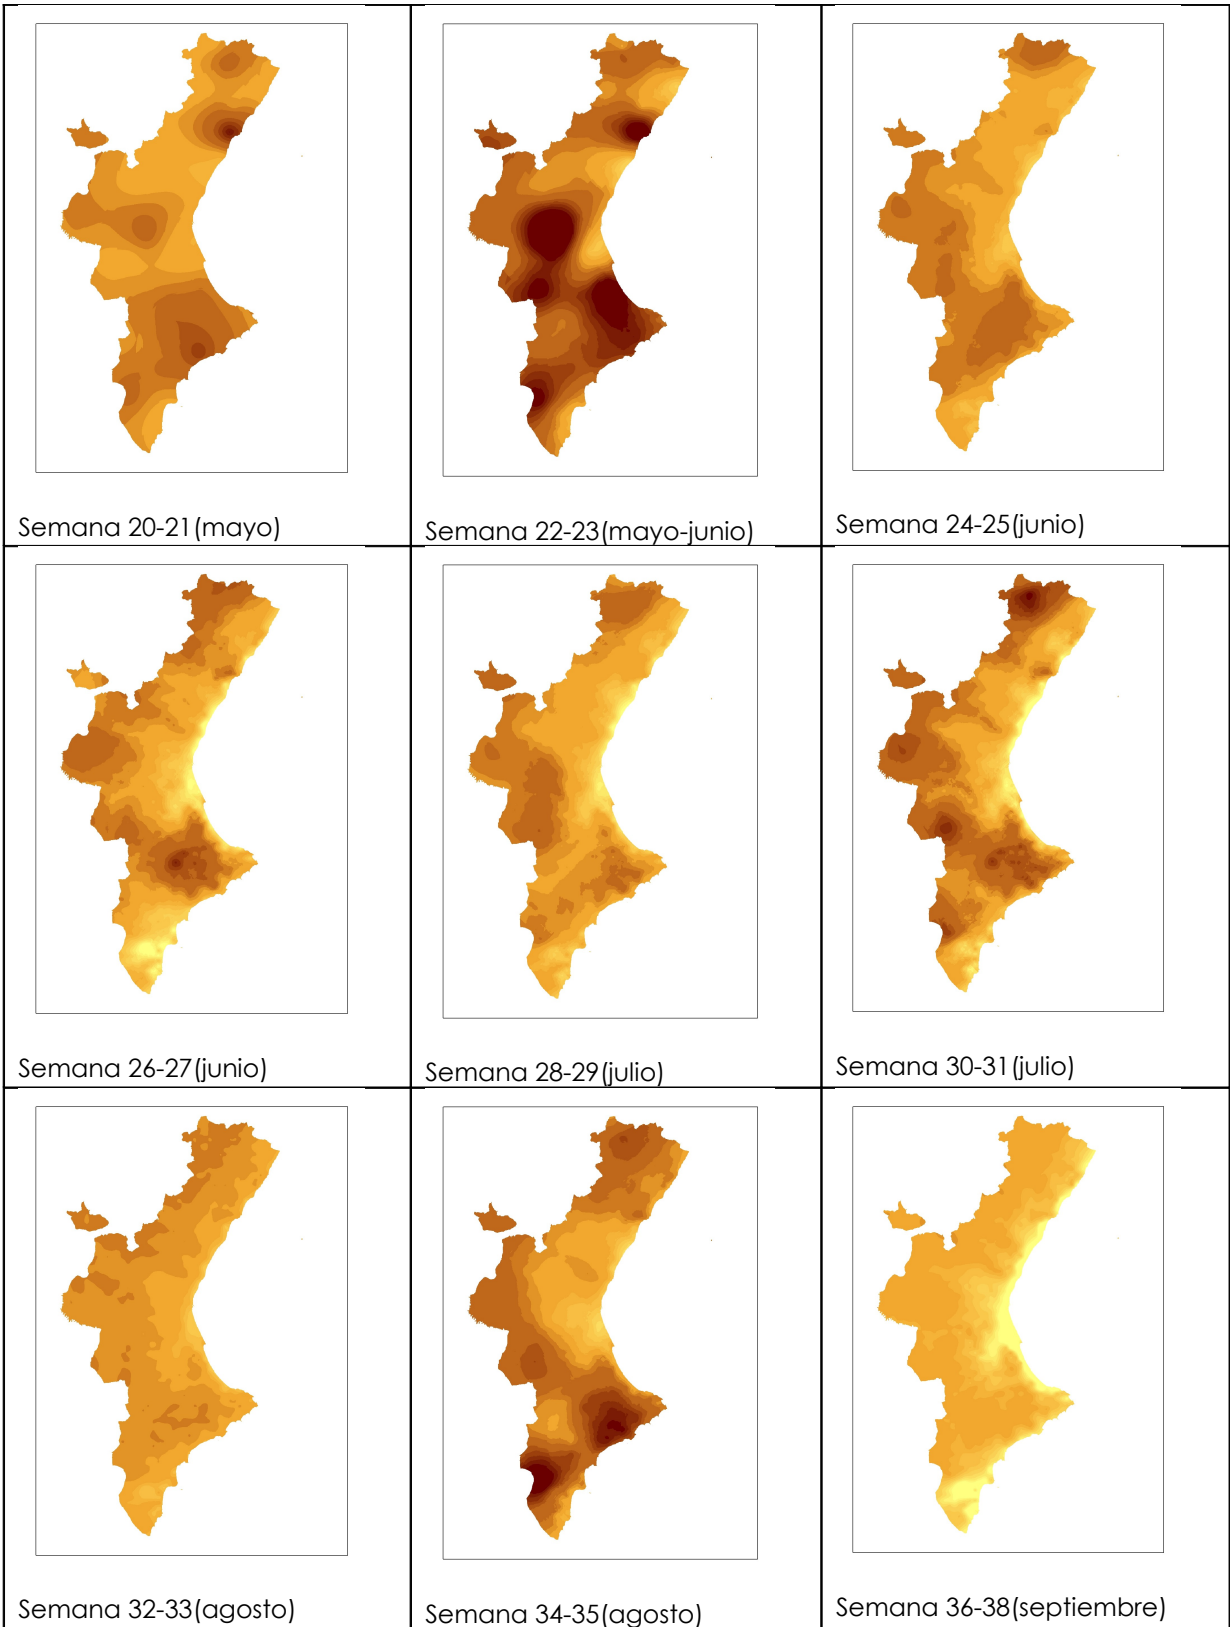 Semana 20-21(mayo)
Semana 22-23(mayo-junio)
Semana 24-25(junio)
Semana 26-27(junio)
Semana 28-29(julio)
Semana 30-31(julio)
Semana 32-33(agosto)
Semana 34-35(agosto)
Semana 36-38(septiembre)